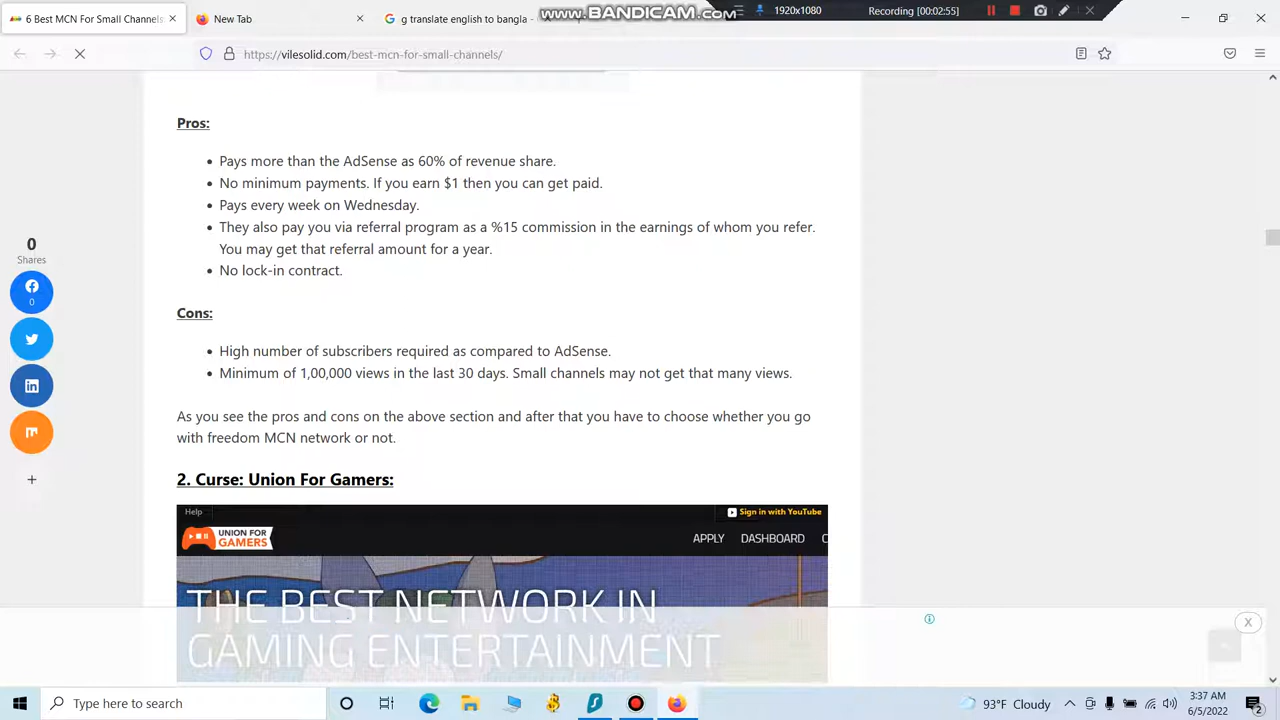 6 Best MCN For Small Channels
New Tab
g translate english to bangla -
www.BANDICAM.com
1920x1080
Recording [00:02:55]
https://vilesolid.com/best-mcn-for-small-channels/
Pros:
Pays more than the AdSense as 60% of revenue share.
No minimum payments. If you earn $1 then you can get paid.
Pays every week on Wednesday.
They also pay you via referral program as a %15 commission in the earnings of whom you refer.
You may get that referral amount for a year.
No lock-in contract.
0
Shares
0
Cons:
High number of subscribers required as compared to AdSense.
Minimum of 1,00,000 views in the last 30 days. Small channels may not get that many views.
As you see the pros and cons on the above section and after that you have to choose whether you go
with freedom MCN network or not.
2. Curse: Union For Gamers:
Help
Sign in with YouTube
UNION FOR
GAMERS
APPLY DASHBOARD C
THE BEST NETWORK IN
GAMING ENTERTAINMENT
Type here to search
93°F Cloudy
3:37 AM
6/5/2022
2